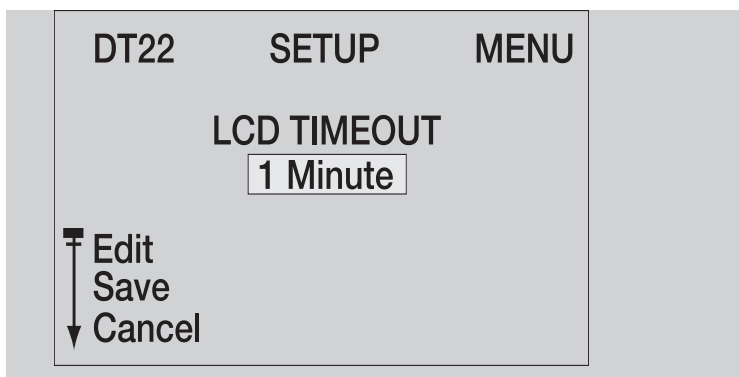 DT22 SETUP MENU
LCD TIMEOUT
1 Minute
Edit
Save
Cancel